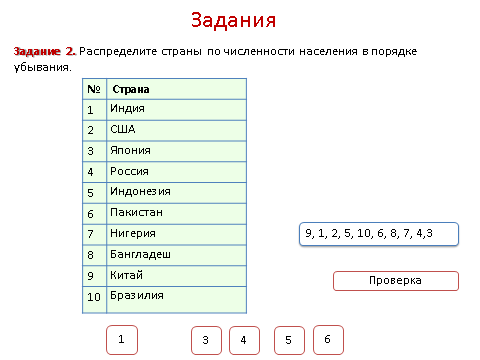 Задания
Задание 2. Распределите страны по численности населения в порядке
убывания.
№ Страна
1 Индия
2 США
3 Япония
4 Россия
5 Индонезия
6 Пакистан
7 Нигерия
8 Бангладеш
9 Китай
10 Бразилия
9, 1, 2, 5, 10, 6, 8, 7, 4,3
Проверка
1 3 4 5 6